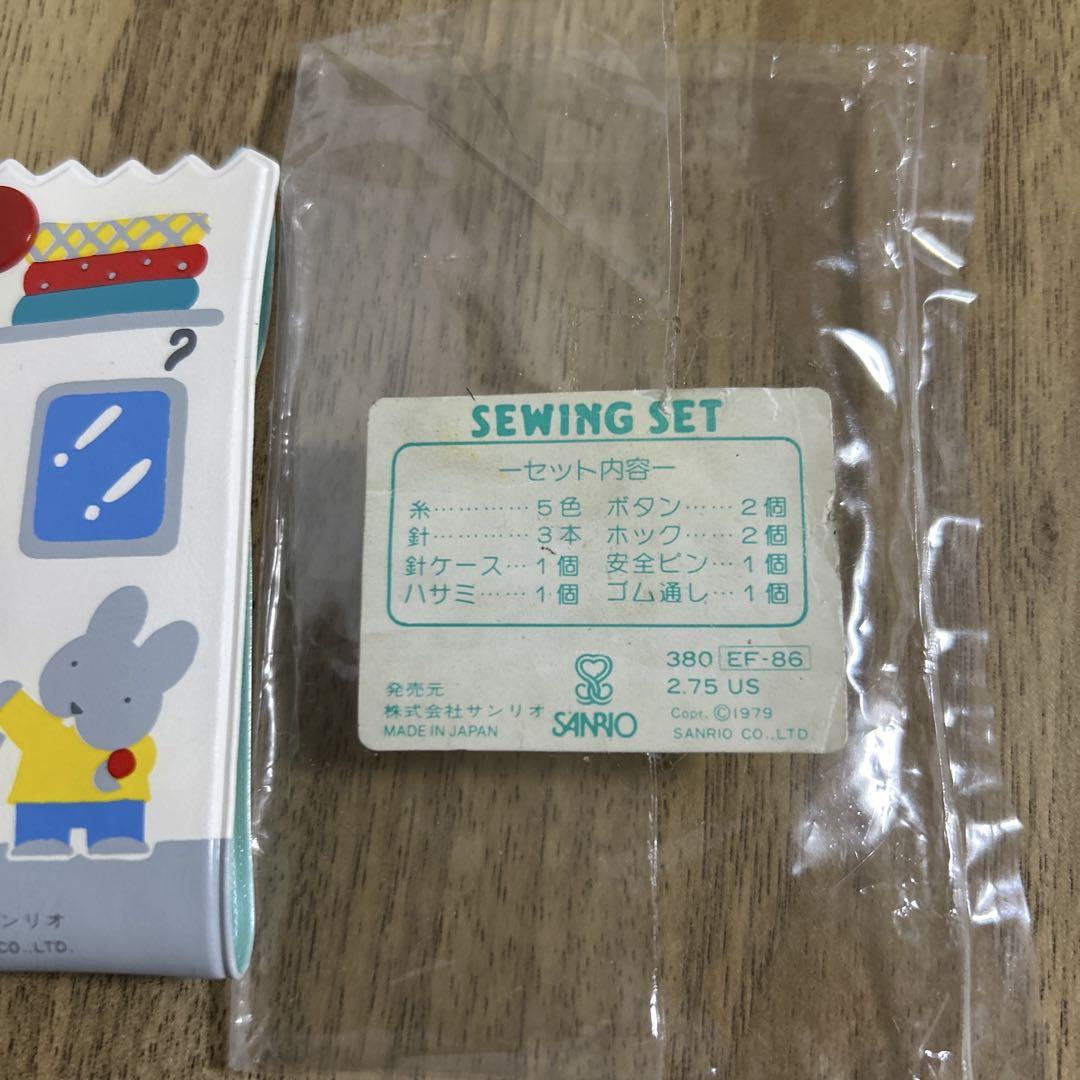 SEWING SET
ーセット内容ー
糸………… 5色 ボタン…… 2個
針………… 3本 ホック…… 2個
針ケース… 1個 安全ピン… 1個
ハサミ…… 1個 ゴム通し… 1個
発売元
株式会社サンリオ
MADE IN JAPAN
SANRIO
380 EF-86
2.75 US
Copr. ©1979
SANRIO CO.,LTD
ンリオ
CO.,LTD.